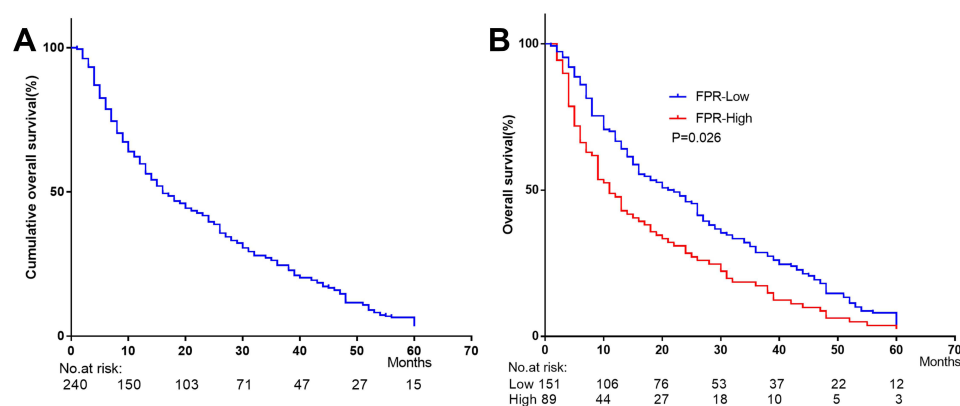 A
Cumulative overall survival(%)
100
50
0
0 10 20 30 40 50 60 70
Months
No.at risk:
240 150 103 71 47 27 15
B
Overall survival(%)
100
50
0
FPR-Low
FPR-High
P=0.026
0 10 20 30 40 50 60 70
Months
No.at risk:
Low 151 106 76 53 37 22 12
High 89 44 27 18 10 5 3